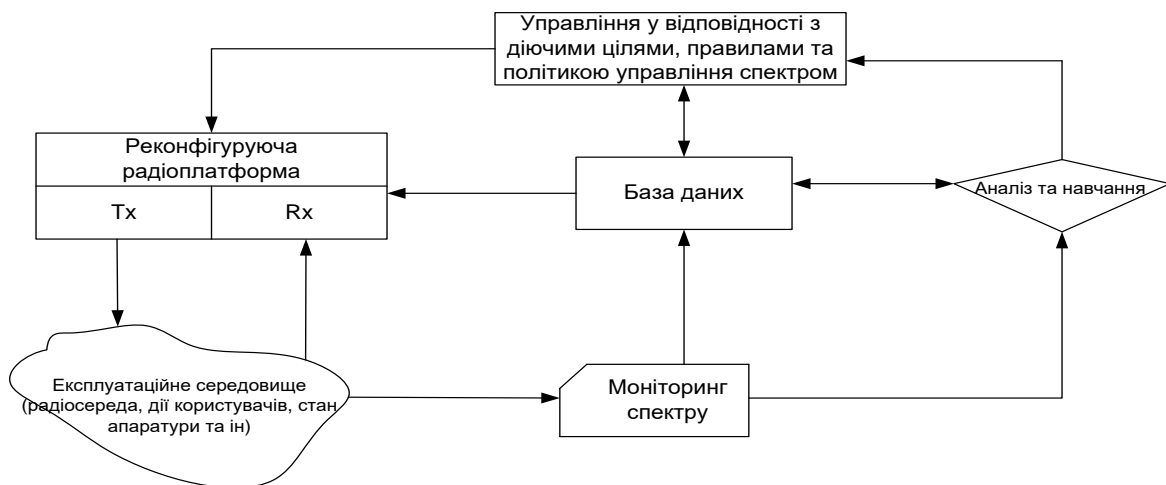 Управління у відповідності з
діючими цілями, правилами та
політикою управління спектром
Реконфігуруюча
радіоплатформа
Tx
Rx
База даних
Аналіз та навчання
Експлуатаційне середовище
(радіосереда, дії користувачів, стан
апаратури та ін)
Моніторинг
спектру